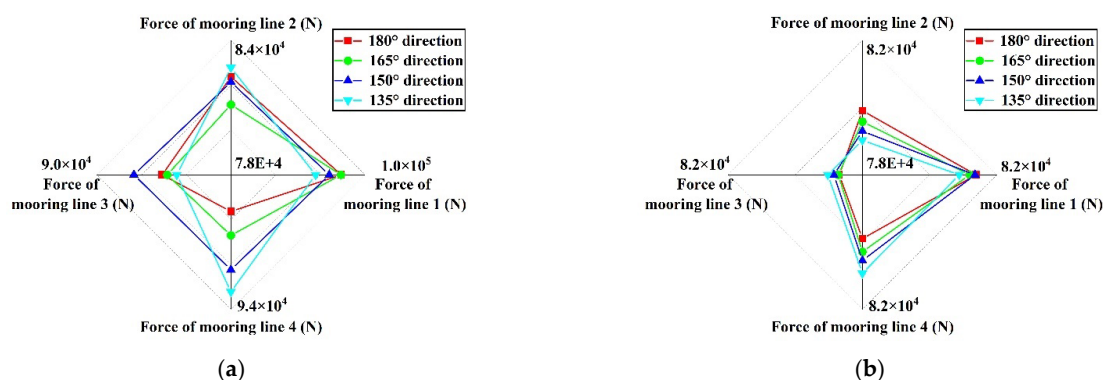 Force of mooring line 2 (N)
8.4×10⁴
180° direction
165° direction
150° direction
135° direction
9.0×10⁴
7.8E+4
1.0×10⁵
Force of
mooring line 3 (N)
Force of
mooring line 1 (N)
9.4×10⁴
Force of mooring line 4 (N)
(a)
Force of mooring line 2 (N)
8.2×10⁴
180° direction
165° direction
150° direction
135° direction
8.2×10⁴
7.8E+4
8.2×10⁴
Force of
mooring line 3 (N)
Force of
mooring line 1 (N)
8.2×10⁴
Force of mooring line 4 (N)
(b)